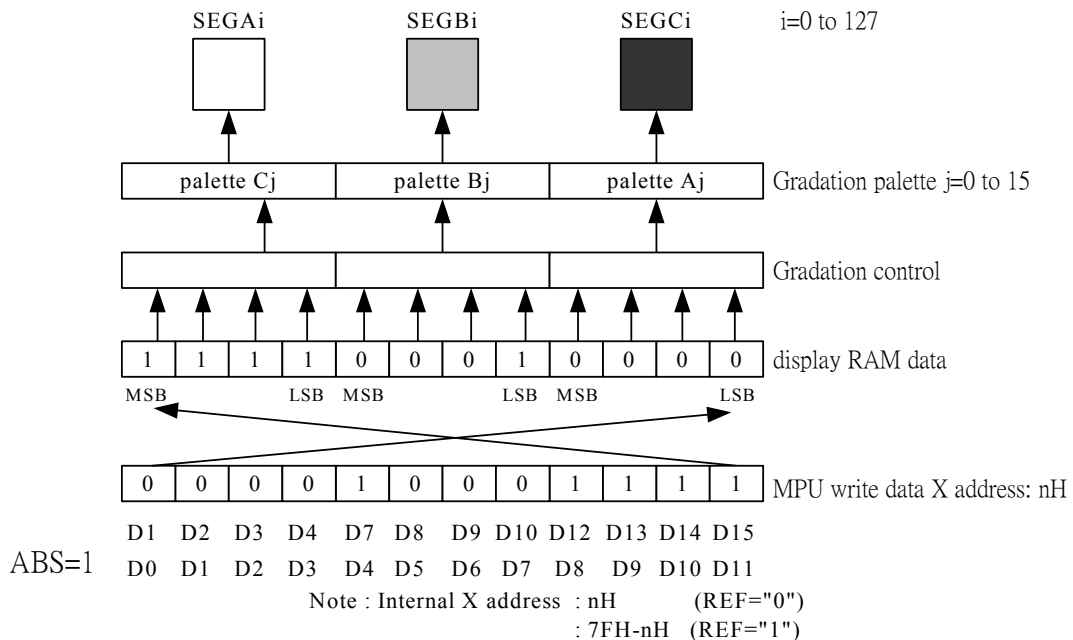 SEGAi SEGBi SEGCi i=0 to 127
palette Cj palette Bj palette Aj Gradation palette j=0 to 15
Gradation control
1 1 1 1 0 0 0 1 0 0 0 0 display RAM data
MSB LSB MSB LSB MSB LSB
0 0 0 0 1 0 0 0 1 1 1 1 MPU write data X address: nH
D1 D2 D3 D4 D7 D8 D9 D10 D12 D13 D14 D15
ABS=1 D0 D1 D2 D3 D4 D5 D6 D7 D8 D9 D10 D11
Note : Internal X address : nH (REF="0")
: 7FH-nH (REF="1")